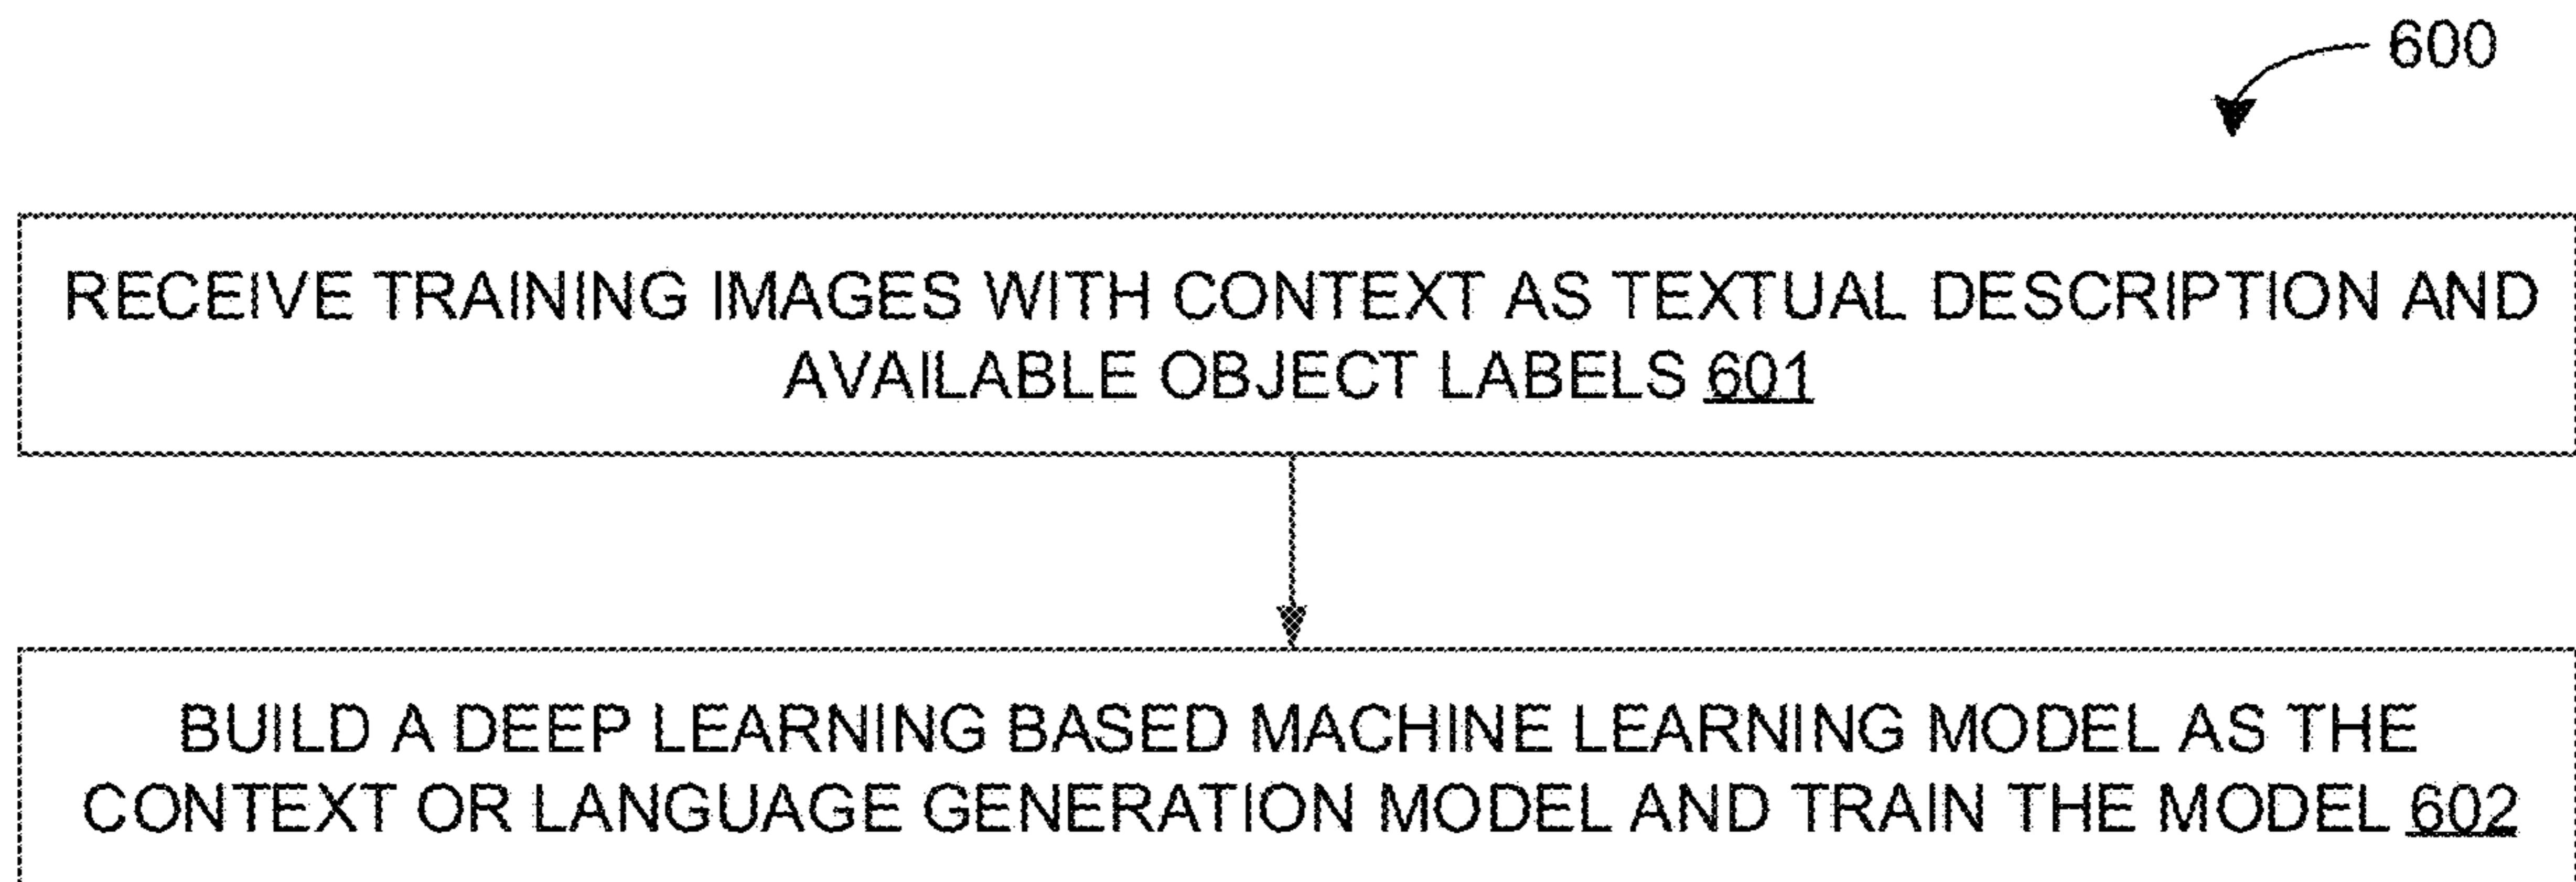 600
RECEIVE TRAINING IMAGES WITH CONTEXT AS TEXTUAL DESCRIPTION AND
AVAILABLE OBJECT LABELS 601
BUILD A DEEP LEARNING BASED MACHINE LEARNING MODEL AS THE
CONTEXT OR LANGUAGE GENERATION MODEL AND TRAIN THE MODEL 602